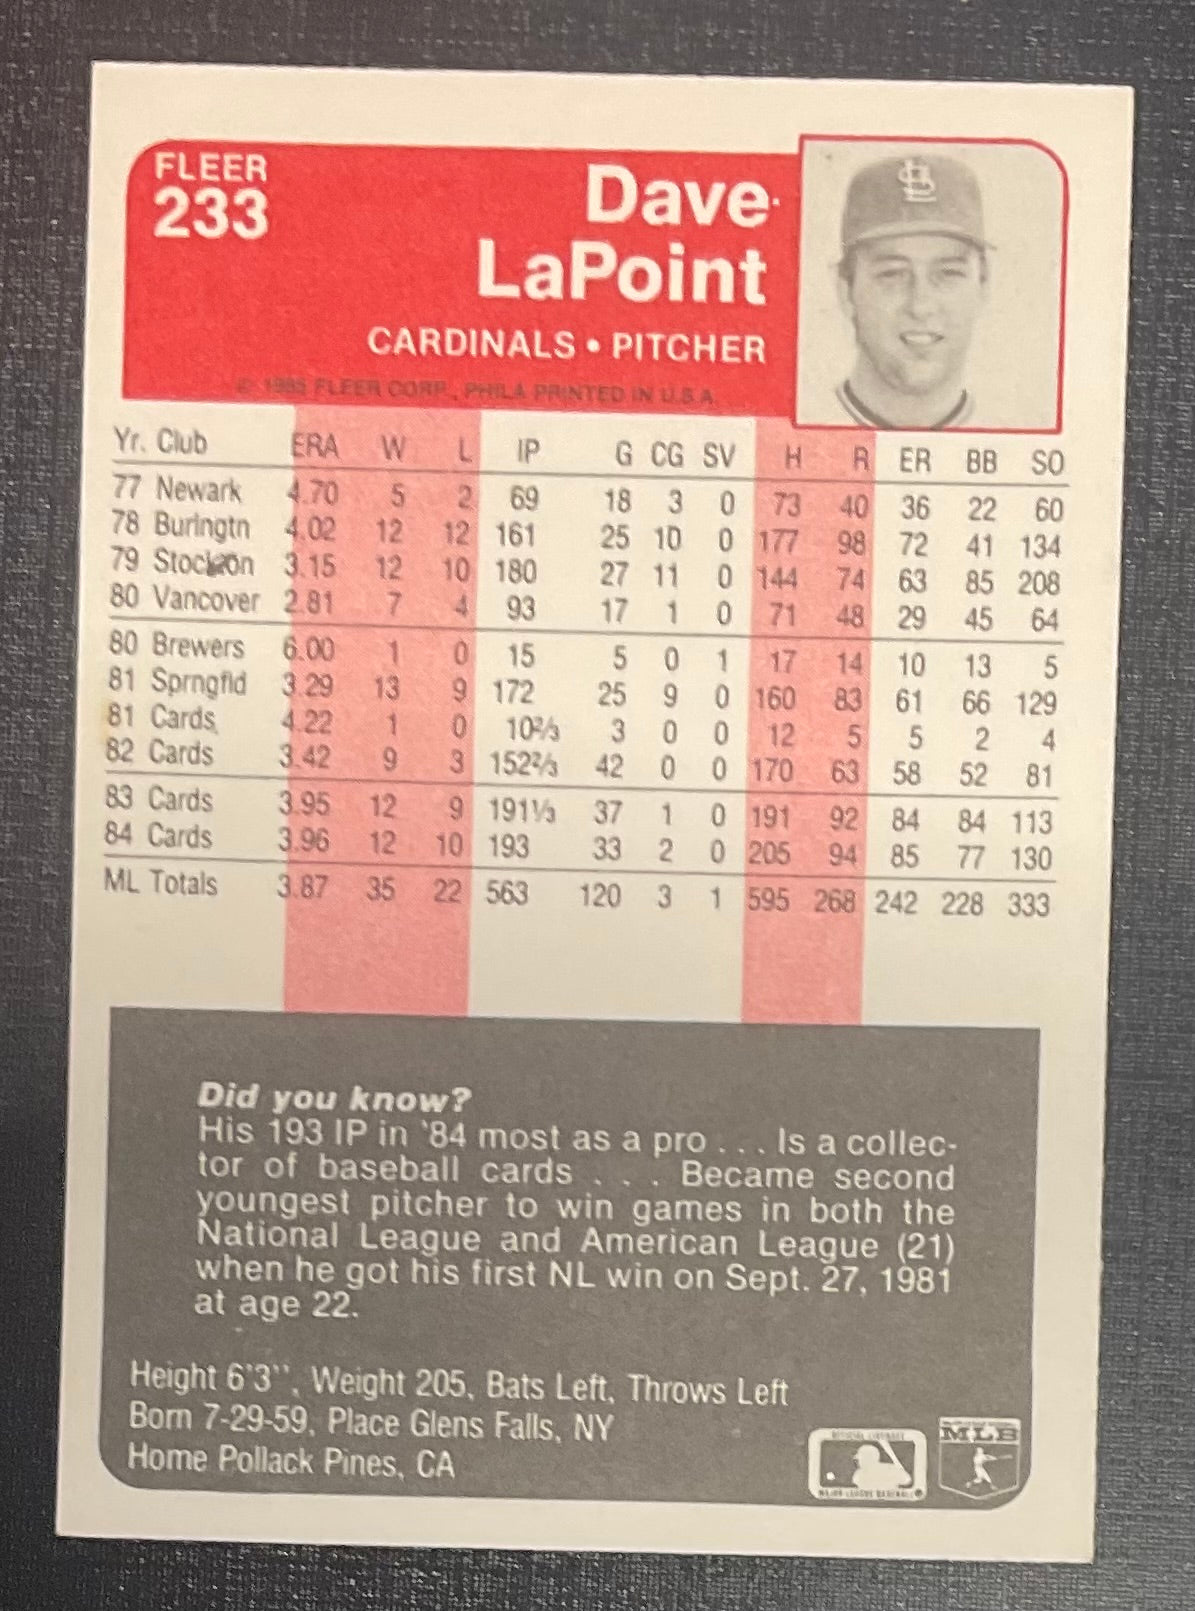 FLEER
233
Dave
LaPoint
CARDINALS • PITCHER
© 1985 FLEER CORP., PHILA PRINTED IN U.S.A.
Yr. Club ERA W L IP G CG SV H R ER BB SO
77 Newark 4.70 5 2 69 18 3 0 73 40 36 22 60
78 Burlngtn 4.02 12 12 161 25 10 0 177 98 72 41 134
79 Stockton 3.15 12 10 180 27 11 0 144 74 63 85 208
80 Vancover 2.81 7 4 93 17 1 0 71 48 29 45 64
80 Brewers 6.00 1 0 15 5 0 1 17 14 10 13 5
81 Sprngfld 3.29 13 9 172 25 9 0 160 83 61 66 129
81 Cards 4.22 1 0 10⅔ 3 0 0 12 5 5 2 4
82 Cards 3.42 9 3 152⅔ 42 0 0 170 63 58 52 81
83 Cards 3.95 12 9 191⅓ 37 1 0 191 92 84 84 113
84 Cards 3.96 12 10 193 33 2 0 205 94 85 77 130
ML Totals 3.87 35 22 563 120 3 1 595 268 242 228 333
Did you know?
His 193 IP in '84 most as a pro . . . Is a collec-
tor of baseball cards . . . Became second
youngest pitcher to win games in both the
National League and American League (21)
when he got his first NL win on Sept. 27, 1981
at age 22.
Height 6'3", Weight 205, Bats Left, Throws Left
Born 7-29-59, Place Glens Falls, NY
Home Pollack Pines, CA
MLB
MAJOR LEAGUE BASEBALL